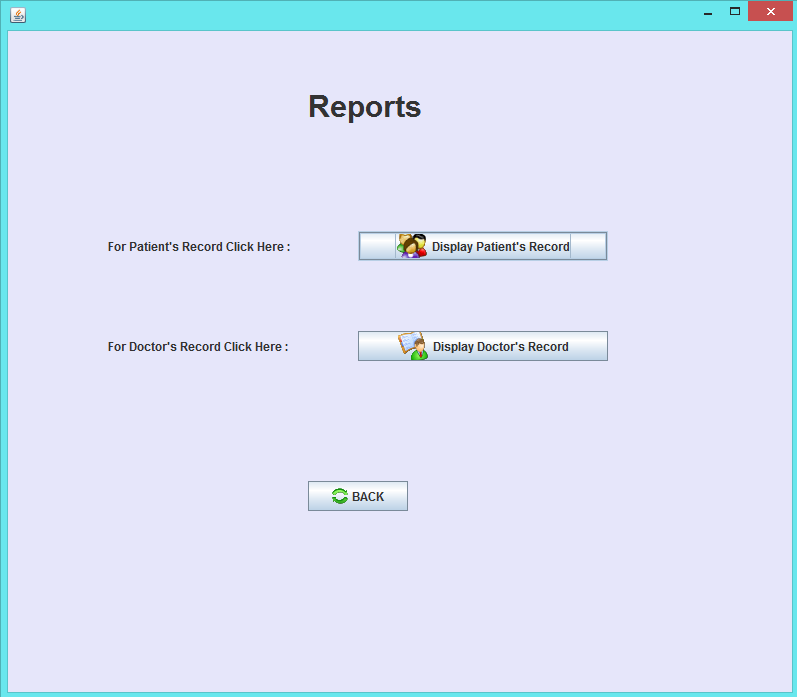 Reports
For Patient's Record Click Here :
Display Patient's Record
For Doctor's Record Click Here :
Display Doctor's Record
BACK